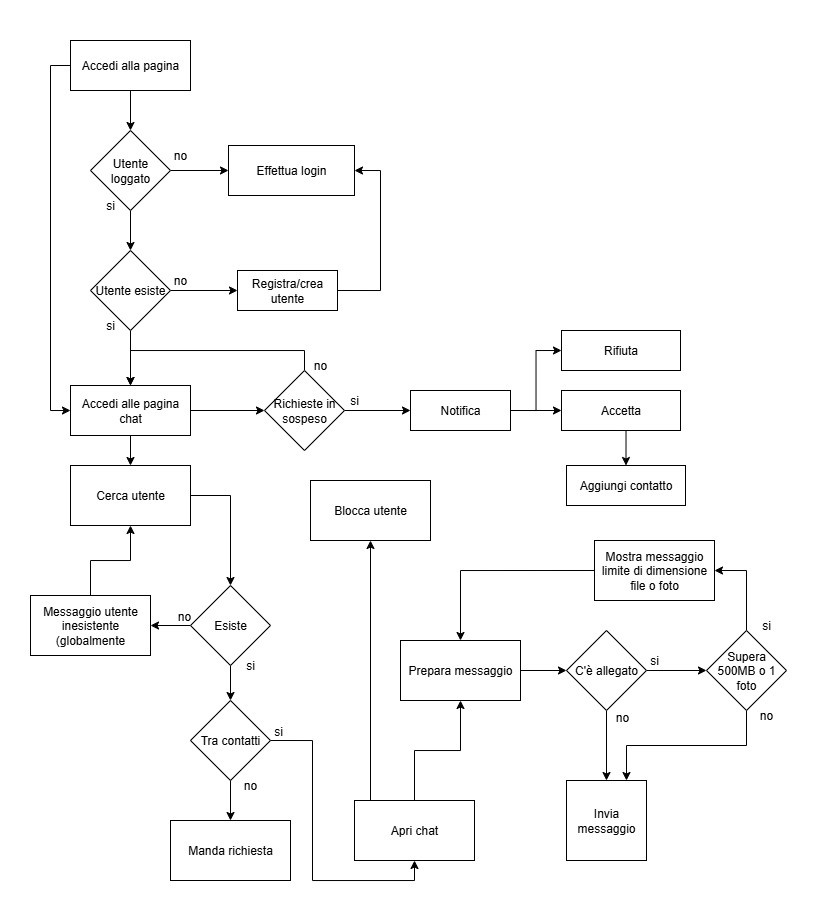 Accedi alla pagina
Utente
loggato
no
si
Effettua login
Utente esiste
no
si
Registra/crea
utente
Accedi alle pagina
chat
Richieste in
sospeso
no
si
Notifica
Rifiuta
Accetta
Aggiungi contatto
Cerca utente
Messaggio utente
inesistente
(globalmente
no
Esiste
si
Tra contatti
si
no
Manda richiesta
Blocca utente
Apri chat
Prepara messaggio
Mostra messaggio
limite di dimensione
file o foto
C'è allegato
si
no
Supera
500MB o 1
foto
si
no
Invia
messaggio